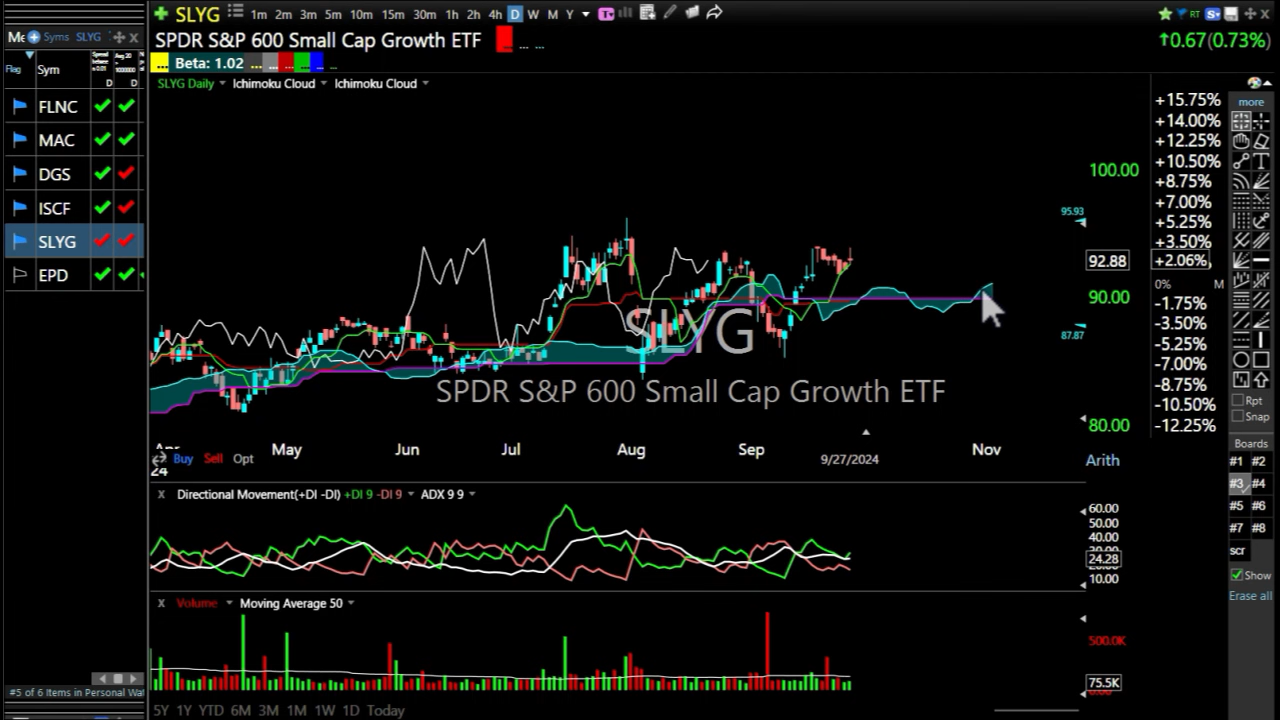 SLYG 1m 2m 3m 5m 10m 15m 30m 1h 2h 4h D W M Y T RT S
SPDR S&P 600 Small Cap Growth ETF ... ...
↑0.67(0.73%)
... Beta: 1.02 ... ... ... ... ... ..
SLYG Daily Ichimoku Cloud Ichimoku Cloud
Syms SLYG
Flag Sym D D
FLNC
MAC
DGS
ISCF
SLYG
EPD
#5 of 6 Items in Personal Wat
100.00
95.93
92.88
90.00
87.87
80.00
+15.75%
+14.00%
+12.25%
+10.50%
+8.75%
+7.00%
+5.25%
+3.50%
+2.06%
0% M
-1.75%
-3.50%
-5.25%
-7.00%
-8.75%
-10.50%
-12.25%
more
Rpt
Snap
Boards
#1 #2
#3 #4
#5 #6
#7 #8
scr
Show
Erase all
SLYG
SPDR S&P 600 Small Cap Growth ETF
Apr May Jun Jul Aug Sep Nov
24 Buy Sell Opt 9/27/2024 Arith
X Directional Movement(+DI -DI) +DI 9 -DI 9 ADX 9 9
60.00
50.00
40.00
24.28
10.00
X Volume Moving Average 50
500.0K
75.5K
5Y 1Y YTD 6M 3M 1M 1W 1D Today